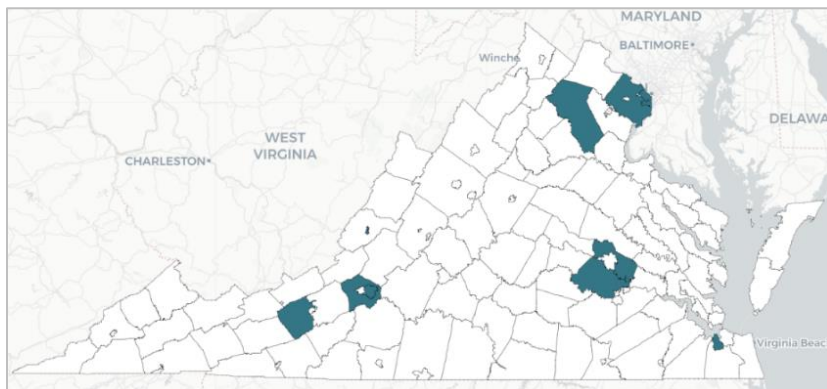 MARYLAND
BALTIMORE
Winche
WEST
VIRGINIA
DELAWA
CHARLESTON
Virginia Beac